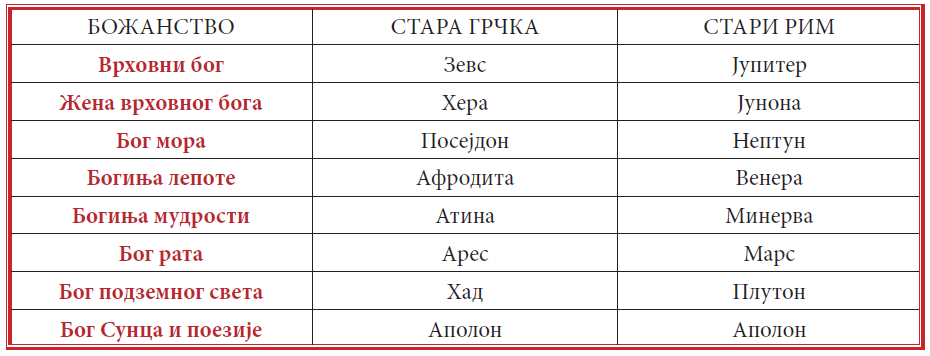 БОЖАНСТВО СТАРА ГРЧКА СТАРИ РИМ
Врховни бог Зевс Јупитер
Жена врховног бога Хера Јунона
Бог мора Посејдон Нептун
Богиња лепоте Афродита Венера
Богиња мудрости Атина Минерва
Бог рата Арес Марс
Бог подземног света Хад Плутон
Бог Сунца и поезије Аполон Аполон